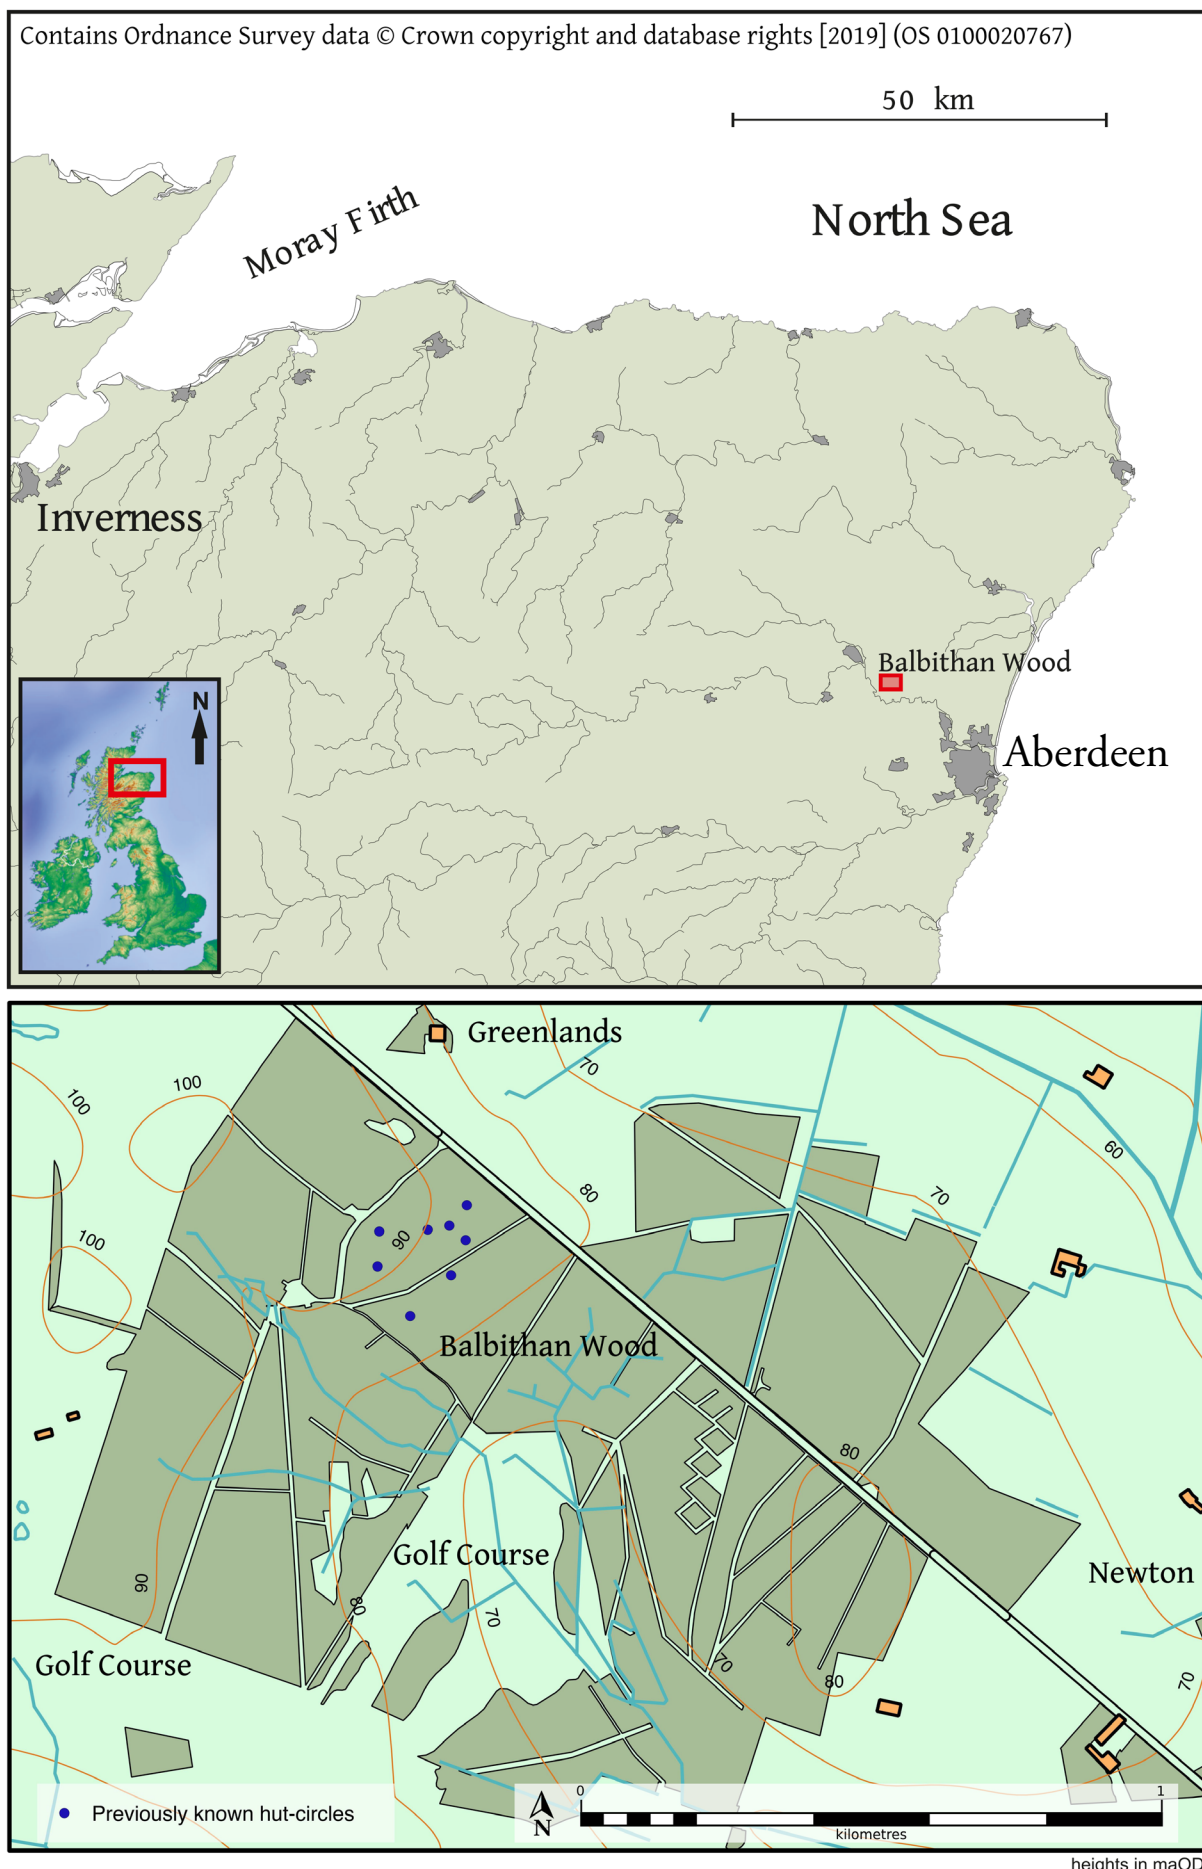 Contains Ordnance Survey data © Crown copyright and database rights [2019] (OS 0100020767)
50 km
Moray Firth
North Sea
Inverness
Balbithan Wood
N
Aberdeen
Greenlands
70
100
100
60
80
70
100
90
Balbithan Wood
80
Golf Course
Newton
90
80
70
Golf Course
70
80
70
0
1
Previously known hut-circles
N
kilometres
heights in maOD